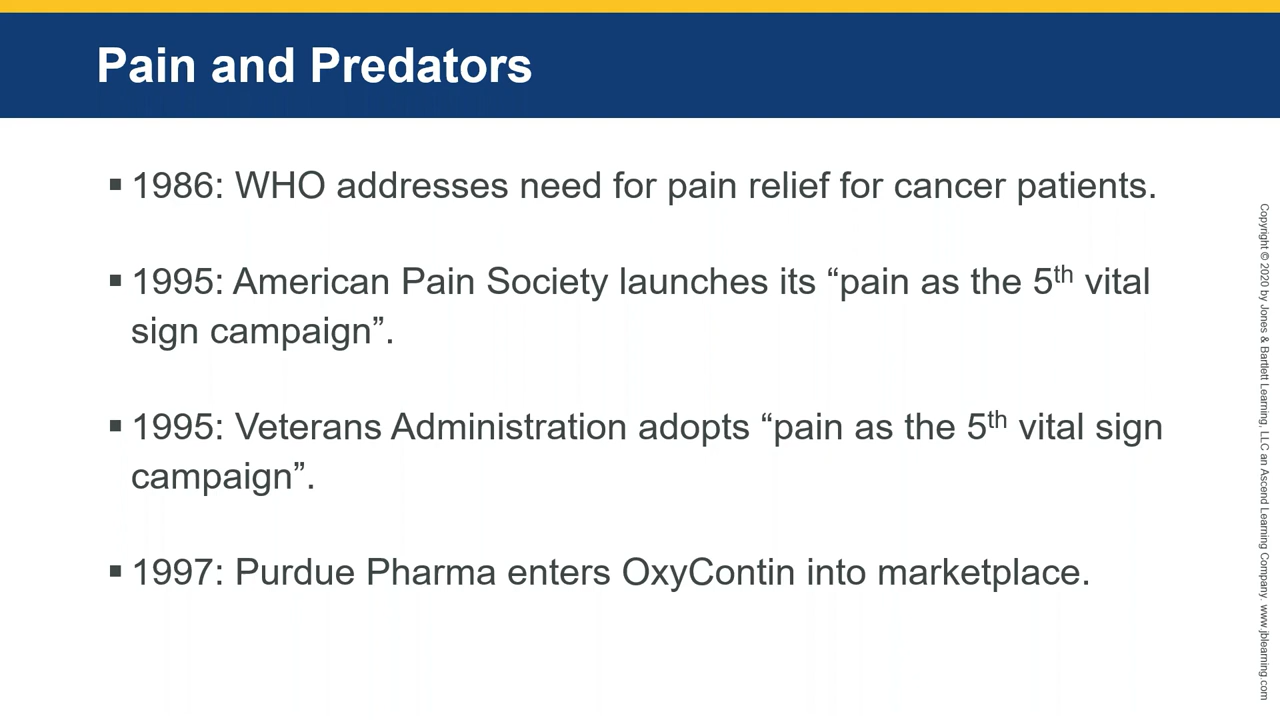 Pain and Predators
▪ 1986: WHO addresses need for pain relief for cancer patients.
▪ 1995: American Pain Society launches its “pain as the 5th vital
sign campaign”.
▪ 1995: Veterans Administration adopts “pain as the 5th vital sign
campaign”.
▪ 1997: Purdue Pharma enters OxyContin into marketplace.
Copyright © 2020 by Jones & Bartlett Learning, LLC an Ascend Learning Company. www.jblearning.com